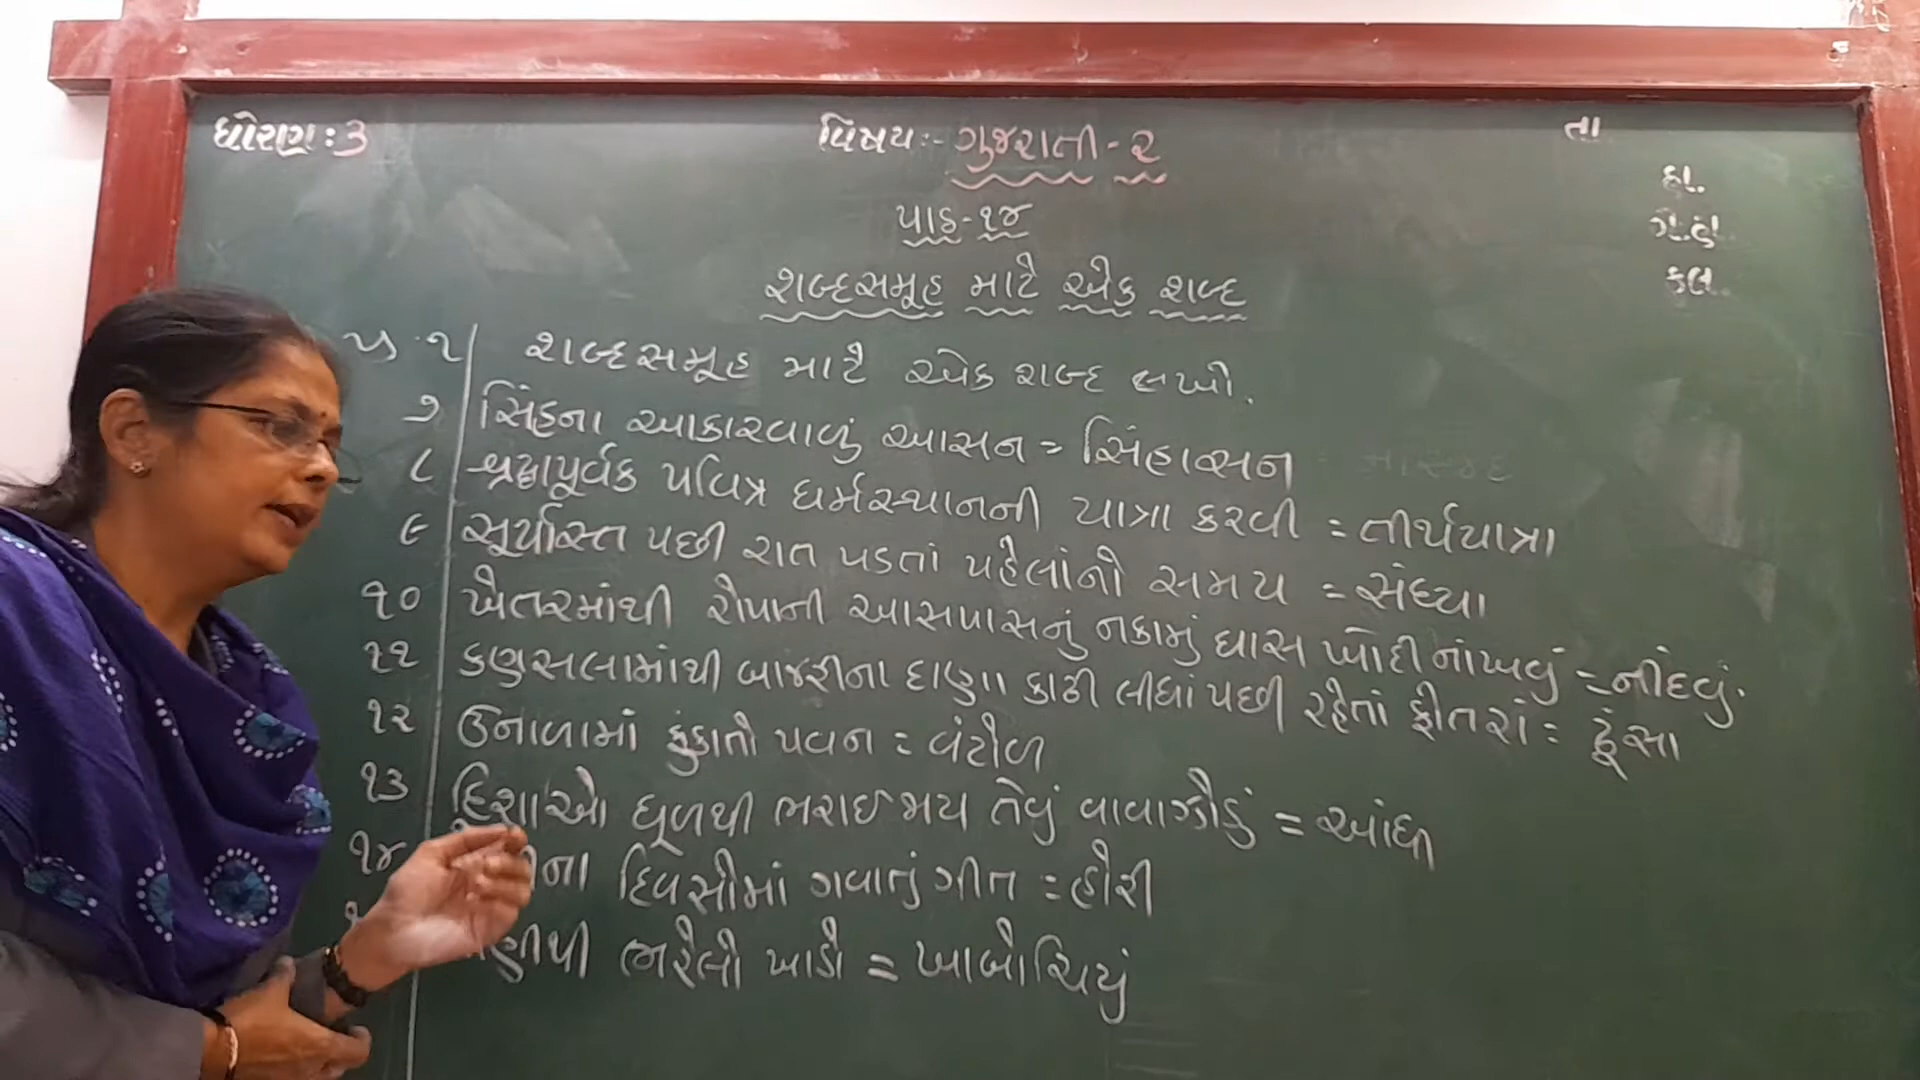 ધોરણ : 3
વિષય :- ગુજરાતી - ૨
તા
હા.
ગે.હા.
કુલ.
પાઠ - ૧૪
શબ્દસમૂહ માટે એક શબ્દ
પ્ર . ૧ શબ્દસમૂહ માટે એક શબ્દ લખો.
૭ સિંહના આકારવાળું આસન = સિંહાસન
૮ શ્રદ્ધાપૂર્વક પવિત્ર ધર્મસ્થાનની યાત્રા કરવી = તીર્થયાત્રા
૯ સૂર્યાસ્ત પછી રાત પડતાં પહેલાંનો સમય = સંધ્યા
૧૦ ખેતરમાંથી રોપાની આસપાસનું નકામું ઘાસ ખોદી નાંખવું = નીંદવું.
૧૧ કણસલામાંથી બાજરીના દાણા કાઢી લીધાં પછી રહેતાં ફોતરાં = ઢૂંસા
૧૨ ઉનાળામાં ફુંકાતો પવન = વંટોળ
૧૩ દિશાઓ ધૂળથી ભરાઈ જાય તેવું વાવાઝોડું = આંધી
૧૪ દિવસોમાં ગવાતું ગીત = હોરી
ભરેલો ખાડો = ખાબોચિયું